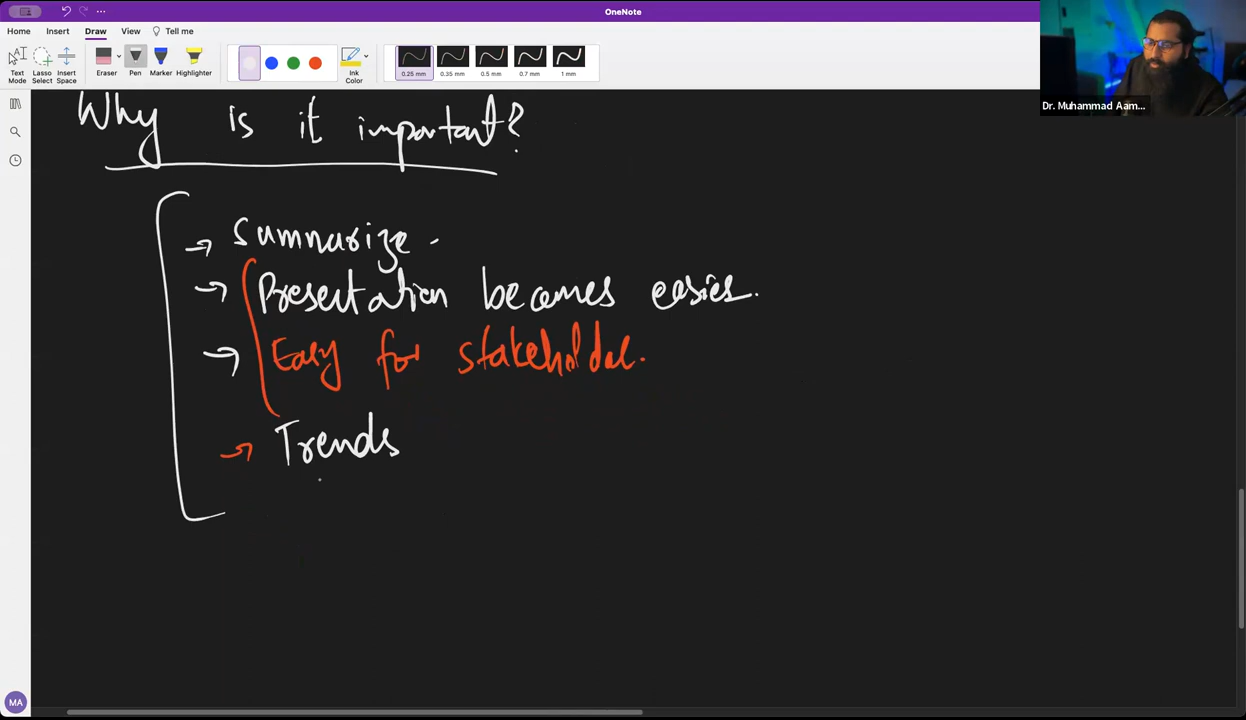 OneNote
Home Insert Draw View Tell me
Text Mode
Lasso Select
Insert Space
Eraser
Pen
Marker
Highlighter
Ink Color
0.25 mm
0.35 mm
0.5 mm
0.7 mm
1 mm
Dr. Muhammad Aam...
Why is it important?
→ Summarize.
→ Presentation becomes easier.
→ Easy for stakeholder.
→ Trends
MA